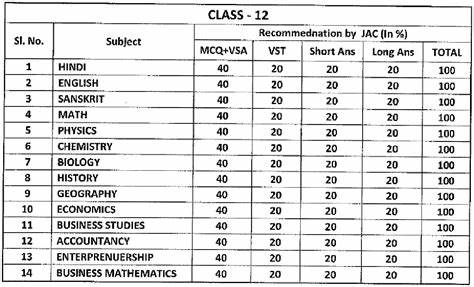 CLASS - 12
Sl. No. Subject Recommednation by JAC (In %)
MCQ+VSA VST Short Ans Long Ans TOTAL
1 HINDI 40 20 20 20 100
2 ENGLISH 40 20 20 20 100
3 SANSKRIT 40 20 20 20 100
4 MATH 40 20 20 20 100
5 PHYSICS 40 20 20 20 100
6 CHEMISTRY 40 20 20 20 100
7 BIOLOGY 40 20 20 20 100
8 HISTORY 40 20 20 20 100
9 GEOGRAPHY 40 20 20 20 100
10 ECONOMICS 40 20 20 20 100
11 BUSINESS STUDIES 40 20 20 20 100
12 ACCOUNTANCY 40 20 20 20 100
13 ENTERPRENUERSHIP 40 20 20 20 100
14 BUSINESS MATHEMATICS 40 20 20 20 100